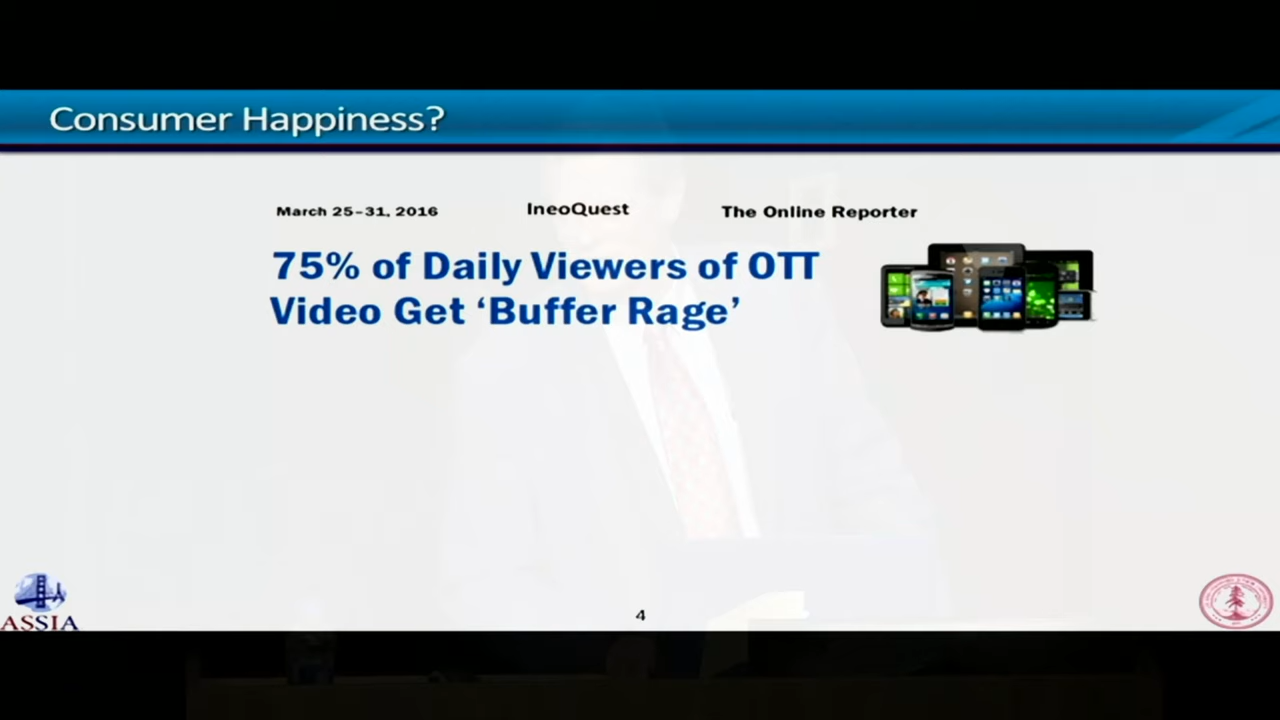 Consumer Happiness?
March 25-31, 2016 IneoQuest The Online Reporter
75% of Daily Viewers of OTT
Video Get ‘Buffer Rage’
ASSIA
4